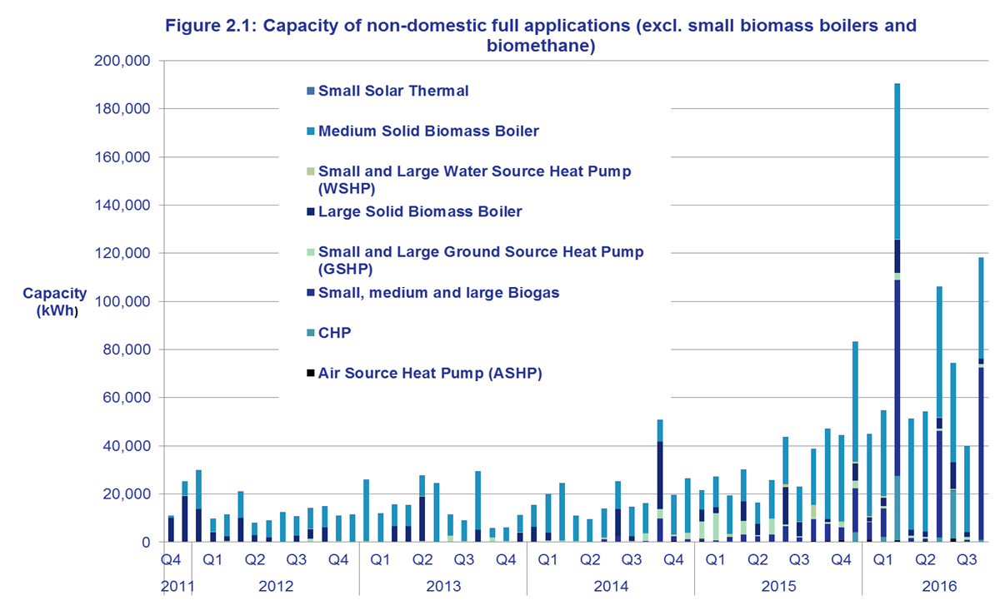 Figure 2.1: Capacity of non-domestic full applications (excl. small biomass boilers and
biomethane)
200,000
180,000
160,000
140,000
120,000
100,000
80,000
60,000
40,000
20,000
0
Capacity
(kWh)
Small Solar Thermal
Medium Solid Biomass Boiler
Small and Large Water Source Heat Pump
(WSHP)
Large Solid Biomass Boiler
Small and Large Ground Source Heat Pump
(GSHP)
Small, medium and large Biogas
CHP
Air Source Heat Pump (ASHP)
Q4 Q1 Q2 Q3 Q4 Q1 Q2 Q3 Q4 Q1 Q2 Q3 Q4 Q1 Q2 Q3 Q4 Q1 Q2 Q3
2011 2012 2013 2014 2015 2016